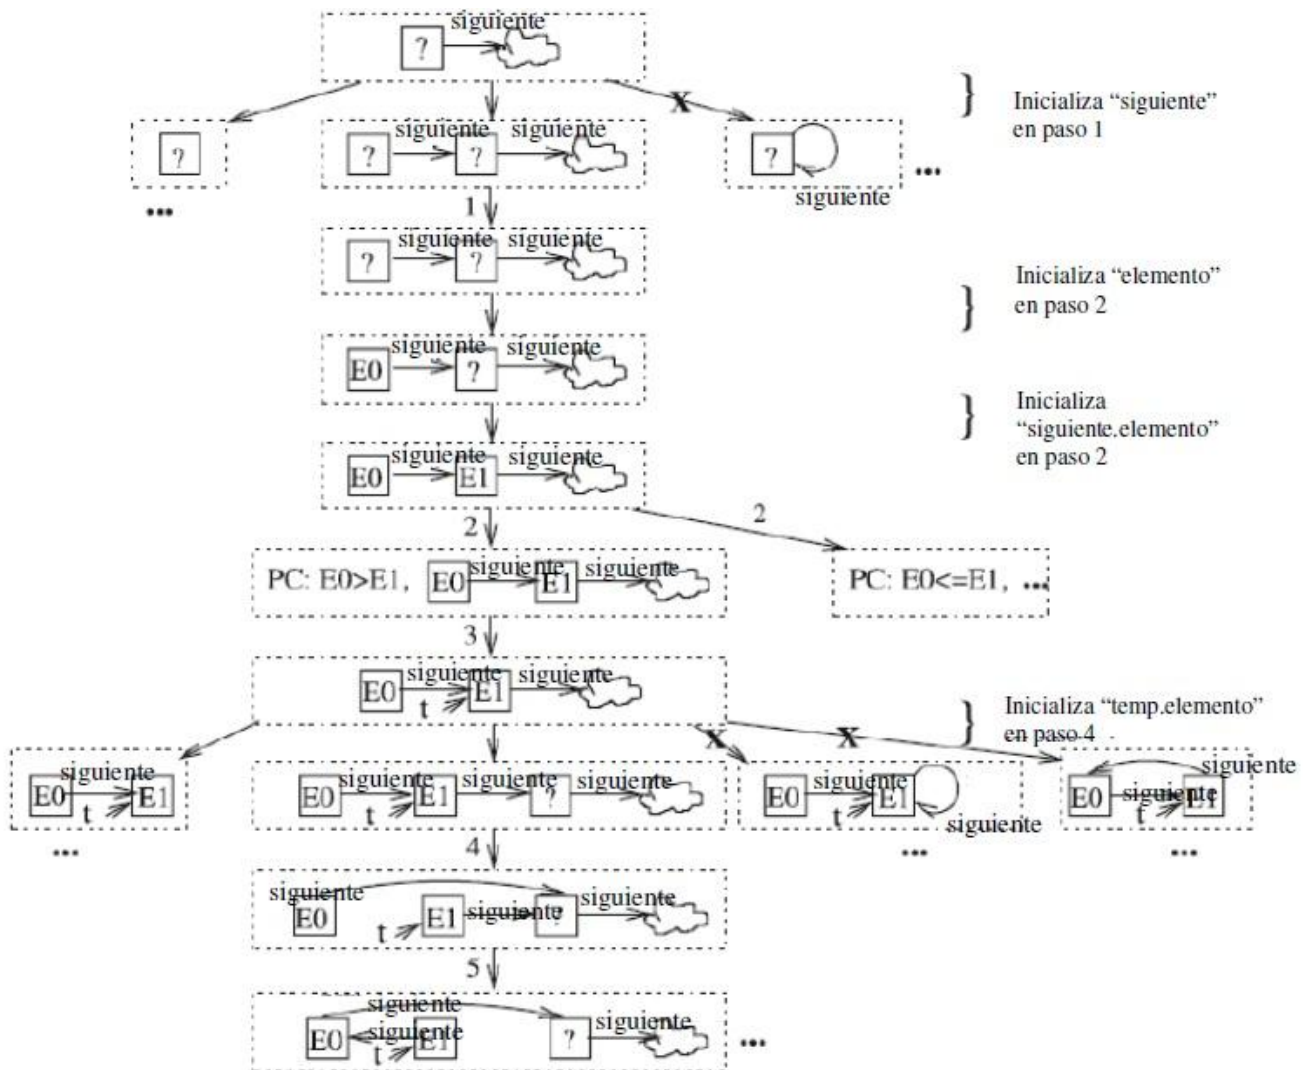 siguiente
?
X
Inicializa “siguiente”
en paso 1
?
siguiente siguiente
? ?
?
siguiente
...
...
1
siguiente siguiente
? ?
Inicializa “elemento”
en paso 2
siguiente siguiente
E0 ?
Inicializa
“siguiente.elemento”
en paso 2
siguiente siguiente
E0 E1
2
2
PC: E0>E1,
siguiente siguiente
E0 E1
PC: E0<=E1, ...
3
siguiente siguiente
E0 E1
t
Inicializa “temp.elemento”
en paso 4
X X
siguiente
E0 E1
t
...
siguiente siguiente siguiente
E0 E1 ?
t
siguiente
E0 E1
t
siguiente
...
siguiente
E0 siguiente E1
t
...
4
siguiente siguiente
E0 E1 siguiente ?
t
5
siguiente
siguiente siguiente
E0 E1 ?
t
...